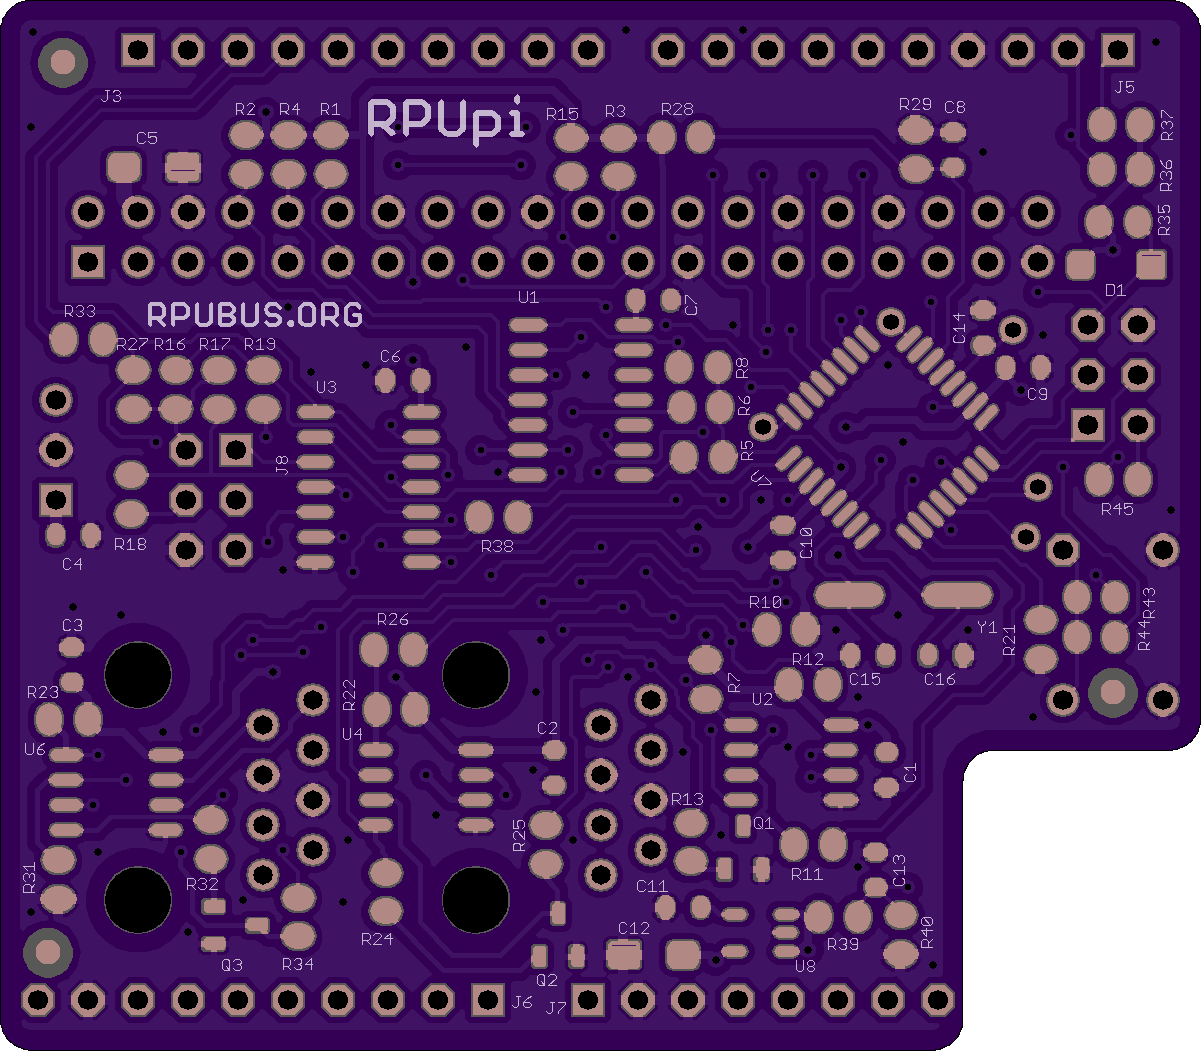 J3
J5
R2 R4 R1
RPUpi
R15 R3 R28
R29 C8
R37
C5
R36
R35
RPUBUS.ORG
U1
C7
D1
R33
R27 R16 R17 R19
C6
U3
C14
R8
C9
R6
R5
J8
U7
R45
R18
R38
C10
C4
R10
R43
R44
C3
R26
Y1
R21
R12
R7
C15 C16
R23
R22
U2
U6
U4
C2
C1
R13
Q1
R25
R31
R32
R11
C13
C11
R24
C12
R39
R40
Q3
R34
Q2
U8
J6 J7